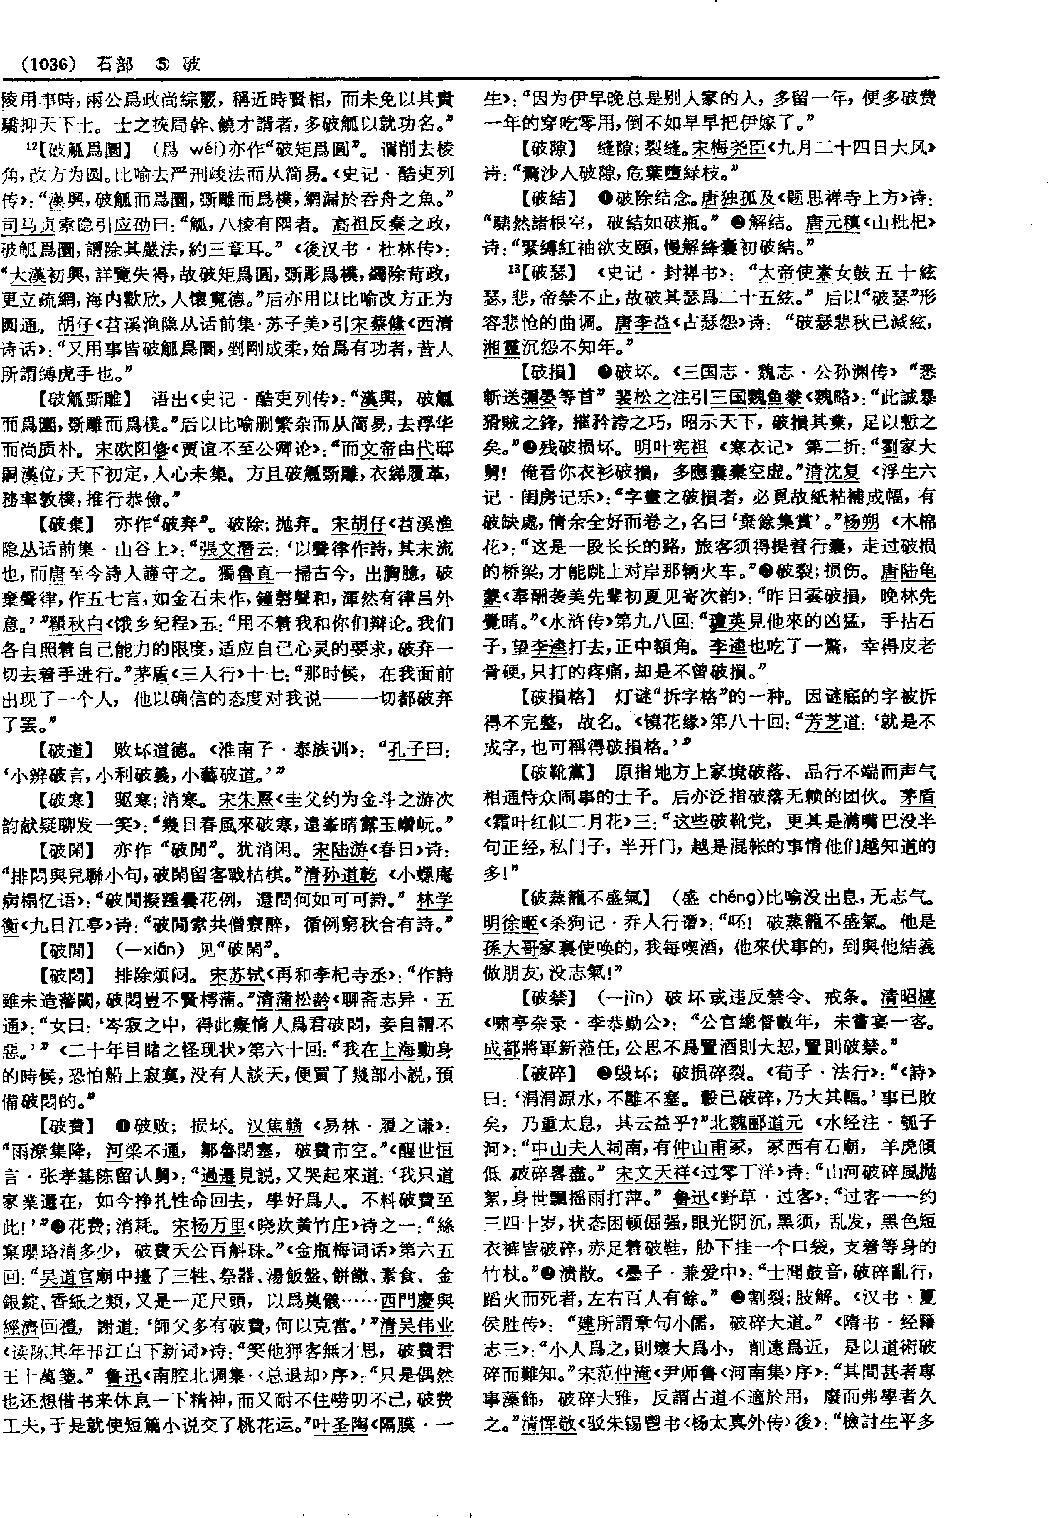 (1036) 石部 ⑤ 破
陵用事時，兩公爲政尚綜覈，稱近時賢相，而未免以其貴
驕抑天下士。士之挾局幹、饒才諝者，多破觚以就功名。”
¹²【破觚爲圜】 (爲 wéi)亦作“破矩爲圓”。谓削去棱
角，改方为圆。比喻去严刑峻法而从简易。《史记·酷吏列
传》：“漢興，破觚而爲圜，斲雕而爲樸，網漏於吞舟之魚。”
司马贞索隐引应劭曰：“觚，八棱有隅者。高祖反秦之政，
破觚爲圜，謂除其嚴法，約三章耳。”《後汉书·杜林传》：
“大漢初興，詳覽失得，故破矩爲圓，斲彫爲樸，蠲除苛政，
更立疏網，海内歡欣，人懷寬德。”后亦用以比喻改方正为
圆通。胡仔《苕溪渔隐丛话前集·苏子美》引宋蔡絛《西清
诗话》：“又用事皆破觚爲圜，剉刚成柔，始爲有功者，昔人
所謂縛虎手也。”
【破觚斲雕】 语出《史记·酷吏列传》：“漢興，破觚
而爲圜，斲雕而爲樸。”后以比喻删繁杂而从简易，去浮华
而尚质朴。宋欧阳修《贾谊不至公卿论》：“而文帝由代邸
嗣漢位，天下初定，人心未集。方且破觚斲雕，衣綈履革，
務率敦樸，推行恭儉。”
【破棄】 亦作“破弃”。破除；抛弃。宋胡仔《苕溪渔
隐丛话前集·山谷上》：“張文潛云：‘以聲律作詩，其末流
也，而唐至今詩人謹守之。獨魯直一掃古今，出胸臆，破
棄聲律，作五七言，如金石未作，鐘磬聲和，渾然有律吕外
意。’”瞿秋白《饿乡纪程》五：“用不着我和你们辩论。我们
各自照着自己能力的限度，适应自己心灵的要求，破弃一
切去着手进行。”茅盾《三人行》十七：“那时候，在我面前
出现了一个人，他以确信的态度对我说——一切都破弃
了罢。”
【破道】 败坏道德。《淮南子·泰族训》：“孔子曰：
‘小辨破言，小利破義，小藝破道。’”
【破寒】 驱寒；消寒。宋朱熹《圭父约为金斗之游次
韵献疑聊发一笑》：“幾日春風來破寒，遠峯晴霽玉巑岏。”
【破閑】 亦作“破閒”。犹消闲。宋陆游《春日》诗：
“排悶與兒聯小句，破閑留客戰枯棋。”清孙道乾《小螺庵
病榻忆语》：“破閒擬踵曇花例，還問何如可可詩。”林学
衡《九日江亭》诗：“破閒索共僧寮醉，循例窮秋合有詩。”
【破閒】 (—xián) 见“破閑”。
【破悶】 排除烦闷。宋苏轼《再和李杞寺丞》：“作詩
雖未造藩閾，破悶豈不賢樗蒲。”清蒲松龄《聊斋志异·五
通》：“女曰：‘岑寂之中，得此癡情人爲君破悶，妾自謂不
惡。’”《二十年目睹之怪现状》第六十回：“我在上海動身
的時候，恐怕船上寂寞，没有人談天，便買了幾部小説，預
備破悶的。”
【破費】 ❶破败；损坏。汉焦赣《易林·履之谦》：
“雨潦集降，河梁不通，鄒魯閉塞，破費市空。”《醒世恒
言·张孝基陈留认舅》：“過遷見説，又哭起來道：‘我只道
家業還在，如今挣扎性命回去，學好爲人。不料破費至
此！’”❷花费；消耗。宋杨万里《晓炊黄竹庄》诗之一：“絲
窠瓔珞消多少，破費天公百斛珠。”《金瓶梅词话》第六五
回：“吴道官廟中擡了三牲、祭器、湯飯盤、餅饊、素食、金
銀錠、香紙之類，又是一疋尺頭，以爲奠儀……西門慶與
經濟回禮，謝道：‘師父多有破費，何以克當。’”清吴伟业
《读陈其年邗江白下新词》诗：“笑他狎客無才思，破費君
王十萬箋。”鲁迅《南腔北调集·〈总退却〉序》：“只是偶然
也还想借书来休息一下精神，而又耐不住唠叨不已，破费
工夫，于是就使短篇小说交了桃花运。”叶圣陶《隔膜·一
生》：“因为伊早晚总是别人家的人，多留一年，便多破费
一年的穿吃零用，倒不如早早把伊嫁了。”
【破隙】 缝隙；裂缝。宋梅尧臣《九月二十四日大风》
诗：“驚沙人破隙，危葉墮緑枝。”
【破結】 ❶破除结念。唐独孤及《题思禅寺上方》诗：
“騞然諸根空，破結如破瓶。”❷解结。唐元稹《山枇杷》
诗：“緊縛紅袖欲支頤，慢解絳囊初破結。”
¹³【破瑟】 《史记·封禅书》：“太帝使素女鼓五十絃
瑟，悲，帝禁不止，故破其瑟爲二十五絃。”后以“破瑟”形
容悲怆的曲调。唐李益《古瑟怨》诗：“破瑟悲秋已減絃，
湘靈沉怨不知年。”
【破損】 ❶破坏。《三国志·魏志·公孙渊传》“悉
斬送彌晏等首”裴松之注引三国魏鱼豢《魏略》：“此誠暴
猾賊之鋒，摧矜誇之巧，昭示天下，破損其業，足以慙之
矣。”❷残破损坏。明叶宪祖《寒衣记》第二折：“劉家大
舅！俺看你衣衫破損，多應囊橐空虚。”清沈复《浮生六
记·闺房记乐》：“字畫之破損者，必覓故紙粘補成幅，有
破缺處，倩余全好而卷之，名曰‘棄餘集賞’。”杨朔《木棉
花》：“这是一段长长的路，旅客须得提着行囊，走过破损
的桥梁，才能跳上对岸那辆火车。”❸破裂；损伤。唐陆龟
蒙《奉酬袭美先辈初夏见寄次韵》：“昨日雲破損，晚林先
覺晴。”《水浒传》第九八回：“瓊英見他來的凶猛，手拈石
子，望李逵打去，正中額角。李逵也吃了一驚，幸得皮老
骨硬，只打的疼痛，却是不曾破損。”
【破損格】 灯谜“拆字格”的一种。因谜底的字被拆
得不完整，故名。《镜花缘》第八十回：“芳芝道：‘就是不
成字，也可稱得破損格。’”
【破靴黨】 原指地方上家境破落、品行不端而声气
相通恃众闹事的士子。后亦泛指破落无赖的团伙。茅盾
《霜叶红似二月花》三：“这些破靴党，更其是满嘴巴没半
句正经，私门子，半开门，越是混帐的事情他们越知道的
多！”
【破蒸籠不盛氣】 (盛 chéng)比喻没出息，无志气。
明徐𤱶《杀狗记·乔人行谮》：“呸！破蒸籠不盛氣。他是
孫大哥家裏使唤的，我每喫酒，他來伏事的，到與他結義
做朋友，没志氣！”
【破禁】 (—jìn) 破坏或违反禁令、戒条。清昭梿
《啸亭杂录·李恭勤公》：“公官總督數年，未嘗宴一客。
成都將軍新蒞任，公思不爲置酒則大恝，置則破禁。”
【破碎】 ❶毁坏；破损碎裂。《荀子·法行》：“《詩》
曰：‘涓涓源水，不雝不塞。轂已破碎，乃大其輻。’事已敗
矣，乃重太息，其云益乎？”北魏郦道元《水经注·瓠子
河》：“中山夫人祠南，有仲山甫冢，冢西有石廟，羊虎傾
低，破碎畧盡。”宋文天祥《过零丁洋》诗：“山河破碎風抛
絮，身世飄摇雨打萍。”鲁迅《野草·过客》：“过客——约
三四十岁，状态困顿倔强，眼光阴沉，黑须，乱发，黑色短
衣裤皆破碎，赤足著破鞋，胁下挂一个口袋，支着等身的
竹杖。”❷溃散。《墨子·兼爱中》：“士聞鼓音，破碎亂行，
蹈火而死者，左右百人有餘。”❸割裂；肢解。《汉书·夏
侯胜传》：“建所謂章句小儒，破碎大道。”《隋书·经籍
志三》：“小人爲之，則壞大爲小，削遠爲近，是以道術破
碎而難知。”宋范仲淹《尹师鲁〈河南集〉序》：“其間甚者專
事藻飾，破碎大雅，反謂古道不適於用，廢而弗學者久
之。”清恽敬《驳朱锡鬯书〈杨太真外传〉後》：“檢討生平多